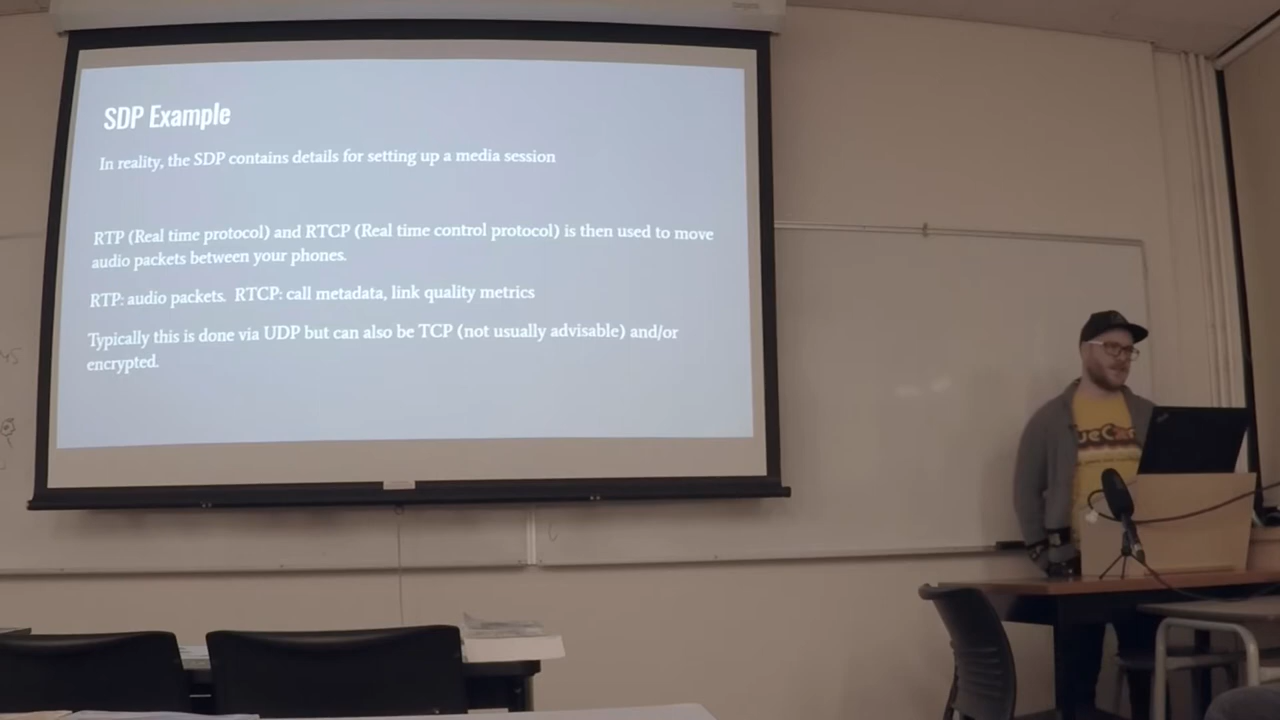 SDP Example
In reality, the SDP contains details for setting up a media session
RTP (Real time protocol) and RTCP (Real time control protocol) is then used to move
audio packets between your phones.
RTP: audio packets.  RTCP: call metadata, link quality metrics
Typically this is done via UDP but can also be TCP (not usually advisable) and/or
encrypted.